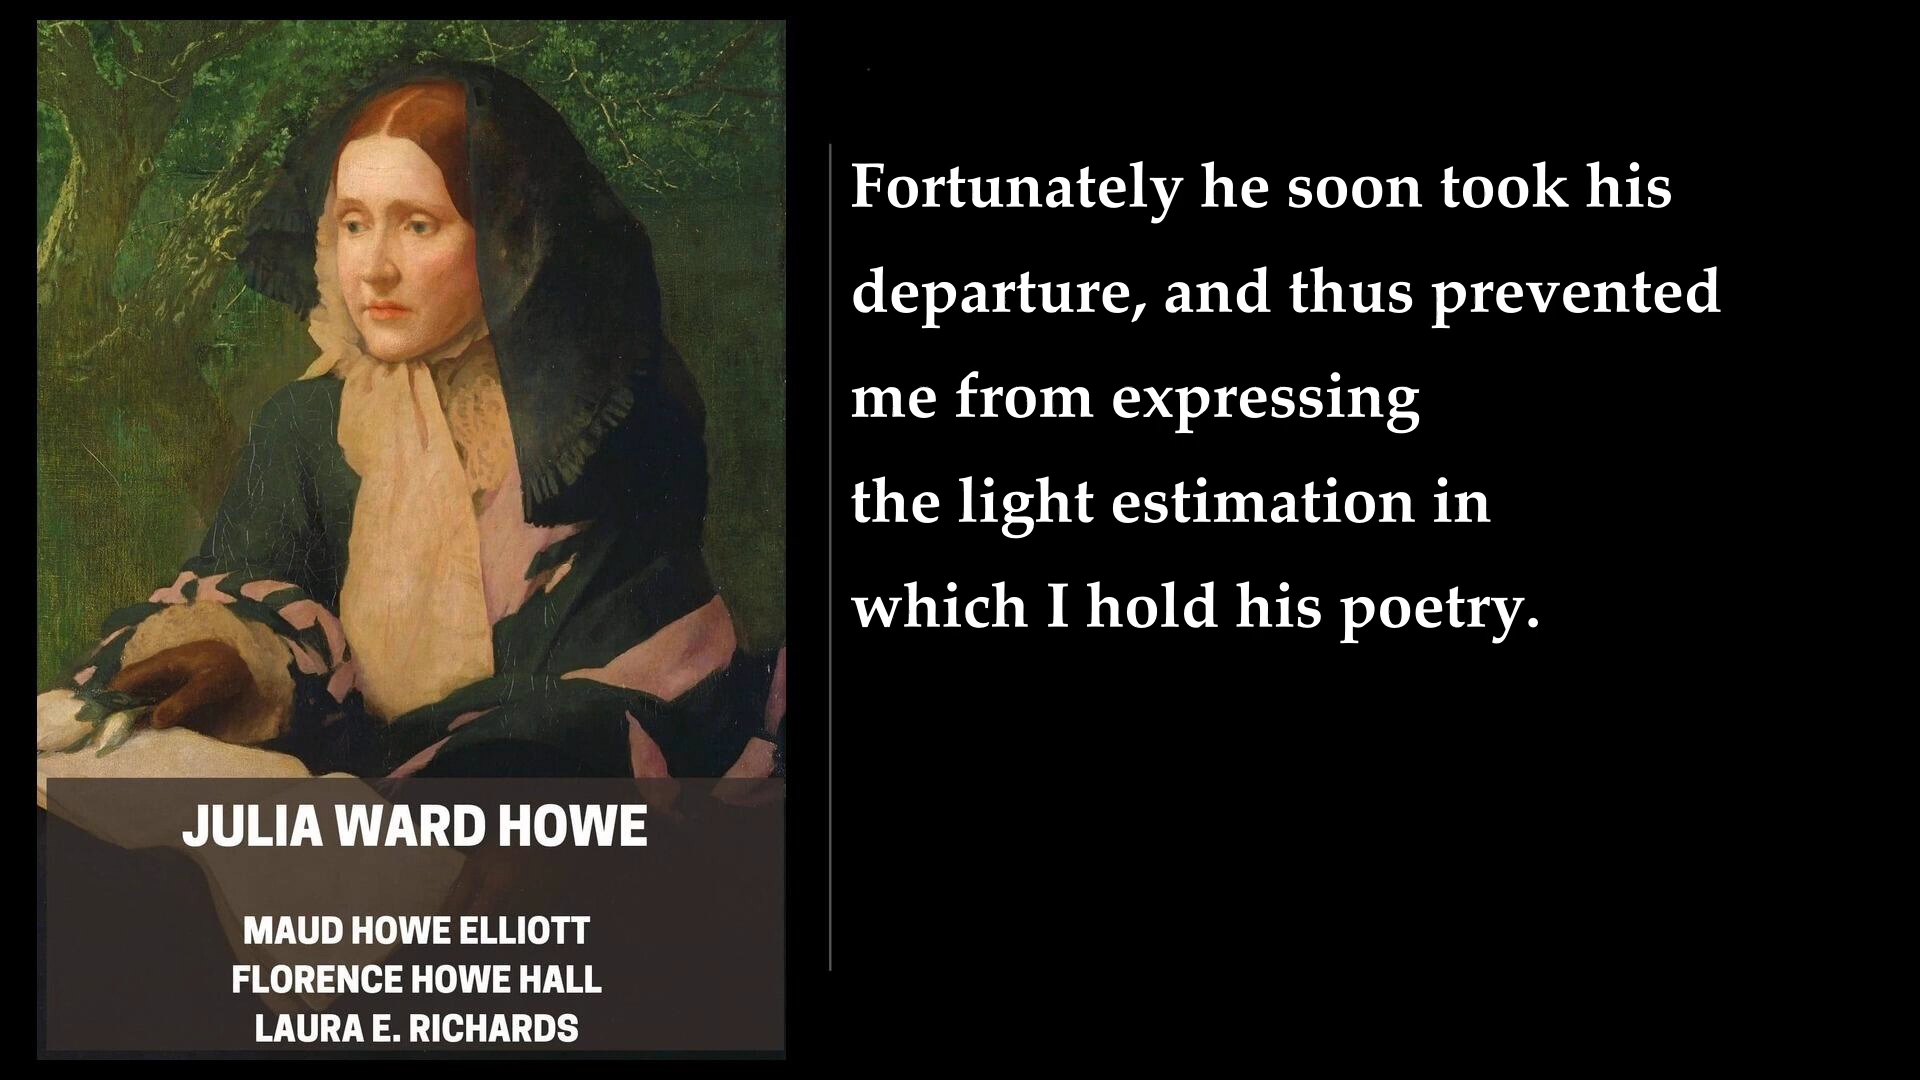 JULIA WARD HOWE
MAUD HOWE ELLIOTT
FLORENCE HOWE HALL
LAURA E. RICHARDS
Fortunately he soon took his
departure, and thus prevented
me from expressing
the light estimation in
which I hold his poetry.